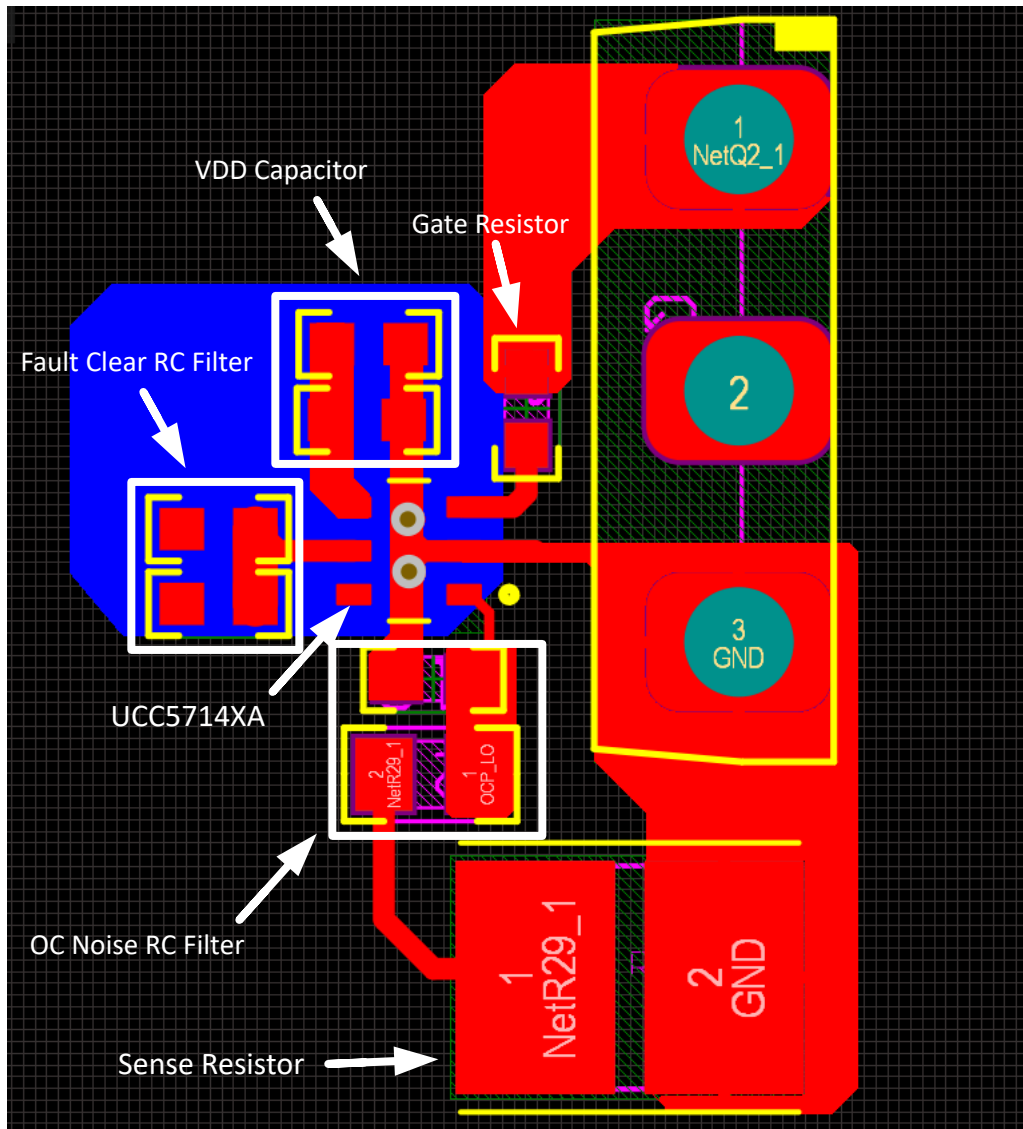 1
NetQ2_1
VDD Capacitor
Gate Resistor
Fault Clear RC Filter
2
3
GND
UCC5714XA
2
NetR29_1
1
OCP_LO
OC Noise RC Filter
1
NetR29_1
2
GND
Sense Resistor